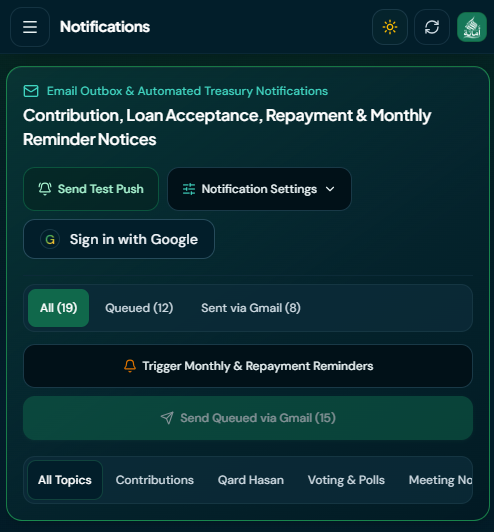 Notifications
Email Outbox & Automated Treasury Notifications
Contribution, Loan Acceptance, Repayment & Monthly
Reminder Notices
Send Test Push
Notification Settings
G Sign in with Google
All (19)
Queued (12)
Sent via Gmail (8)
Trigger Monthly & Repayment Reminders
Send Queued via Gmail (15)
All Topics
Contributions
Qard Hasan
Voting & Polls
Meeting No